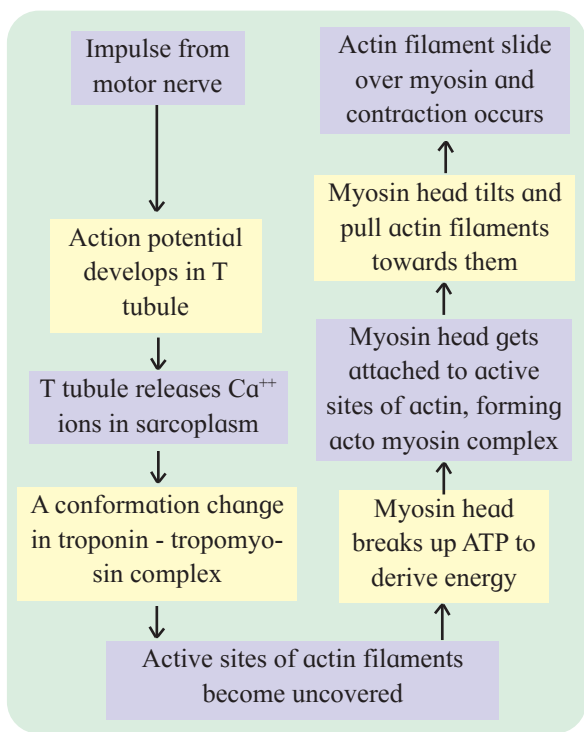 Impulse from
motor nerve
Action potential
develops in T
tubule
T tubule releases Ca⁺⁺
ions in sarcoplasm
A conformation change
in troponin - tropomyo-
sin complex
Active sites of actin filaments
become uncovered
Myosin head
breaks up ATP to
derive energy
Myosin head gets
attached to active
sites of actin, forming
acto myosin complex
Myosin head tilts and
pull actin filaments
towards them
Actin filament slide
over myosin and
contraction occurs